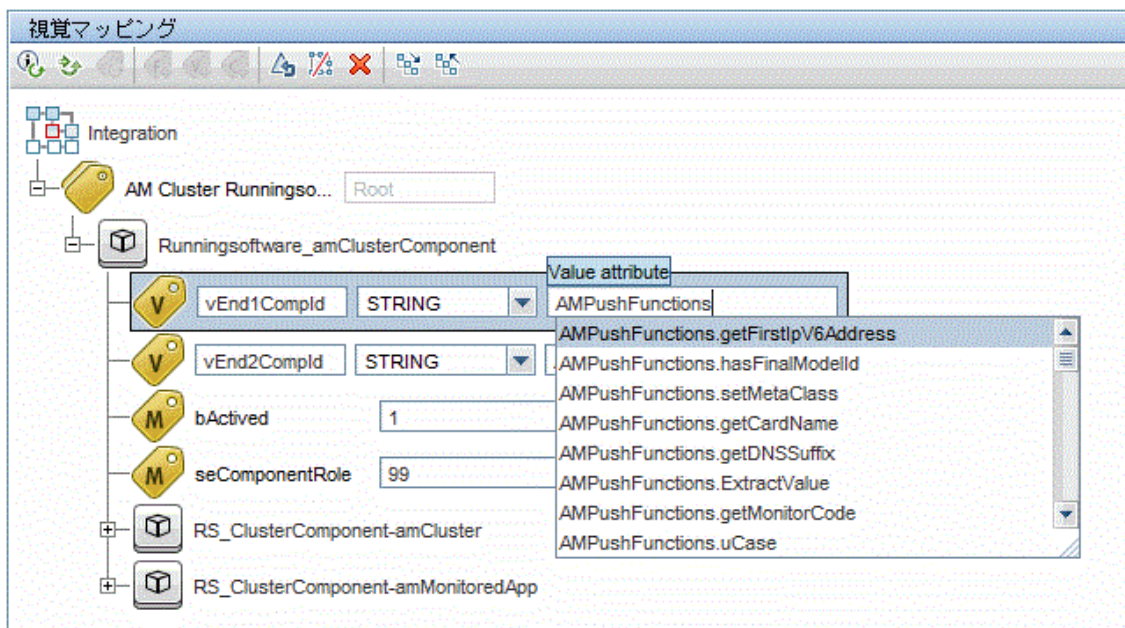 視覚マッピング
Integration
AM Cluster Runningso... Root
Runningsoftware_amClusterComponent
Value attribute
V vEnd1CompId STRING AMPushFunctions
AMPushFunctions.getFirstIpV6Address
V vEnd2CompId STRING
AMPushFunctions.hasFinalModelId
AMPushFunctions.setMetaClass
M bActived 1
AMPushFunctions.getCardName
AMPushFunctions.getDNSSuffix
M seComponentRole 99
AMPushFunctions.ExtractValue
AMPushFunctions.getMonitorCode
RS_ClusterComponent-amCluster
AMPushFunctions.uCase
RS_ClusterComponent-amMonitoredApp